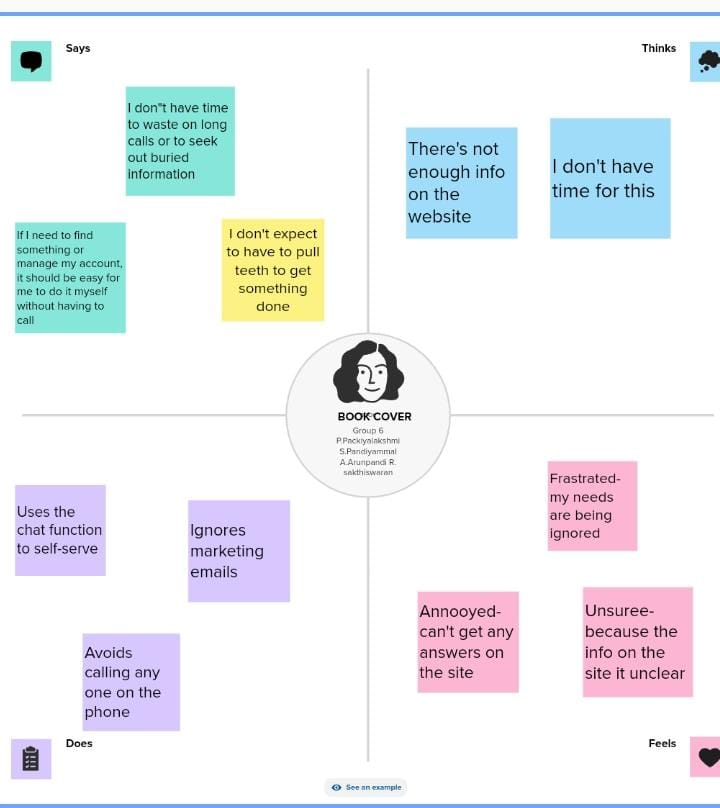 Says
Thinks
I don"t have time
to waste on long
calls or to seek
out buried
information
If I need to find
something or
manage my account,
it should be easy for
me to do it myself
without having to
call
I don't expect
to have to pull
teeth to get
something
done
There's not
enough info
on the
website
I don't have
time for this
BOOK COVER
Group 6
P.Packiyalakshmi
S.Pandiyammal
A.Arunpandi R.
sakthiswaran
Uses the
chat function
to self-serve
Ignores
marketing
emails
Avoids
calling any
one on the
phone
Frastrated-
my needs
are being
ignored
Annooyed-
can't get any
answers on
the site
Unsuree-
because the
info on the
site it unclear
Does
Feels
See an example